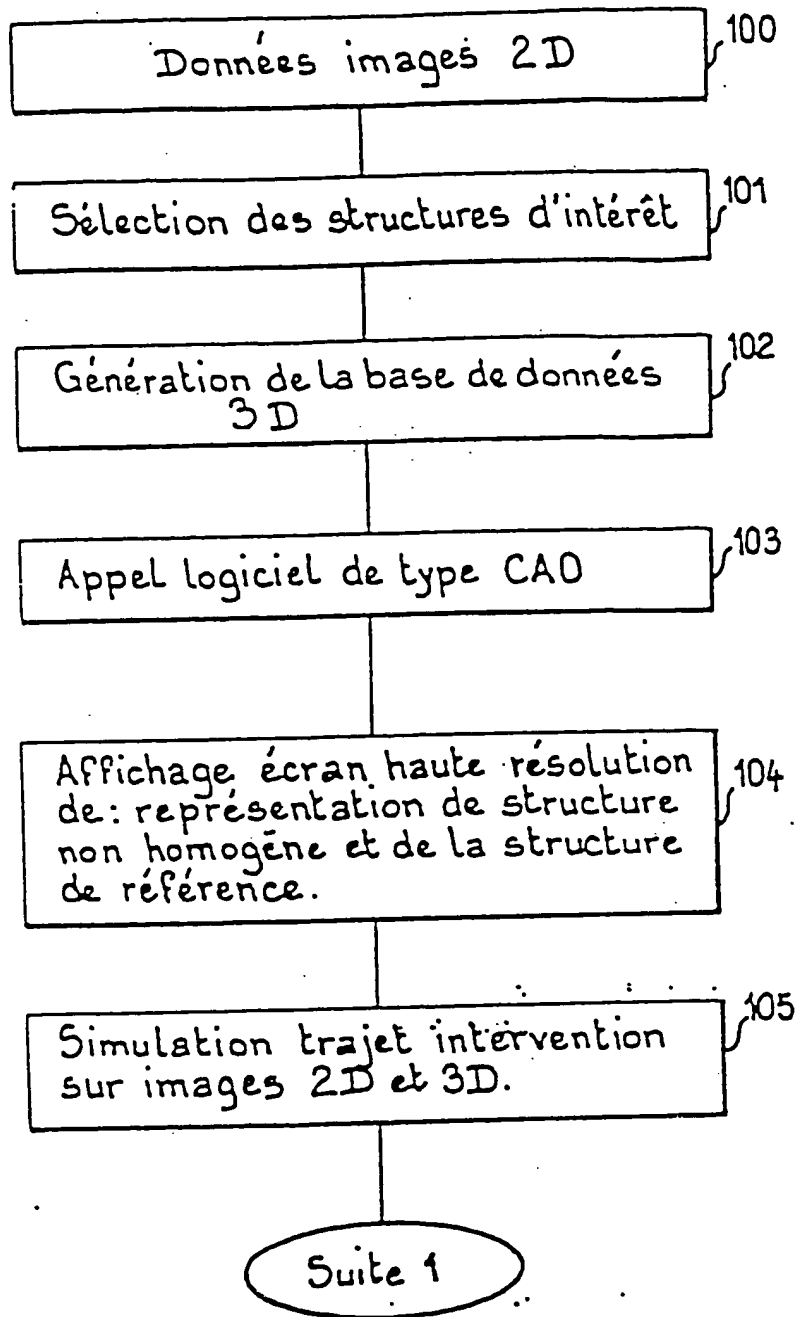 Données images 2D
100
Sélection des structures d'intérêt
101
Génération de la base de données
3D
102
Appel logiciel de type CAO
103
Affichage écran haute résolution
de: représentation de structure
non homogène et de la structure
de référence.
104
Simulation trajet intervention
sur images 2D et 3D.
105
Suite 1